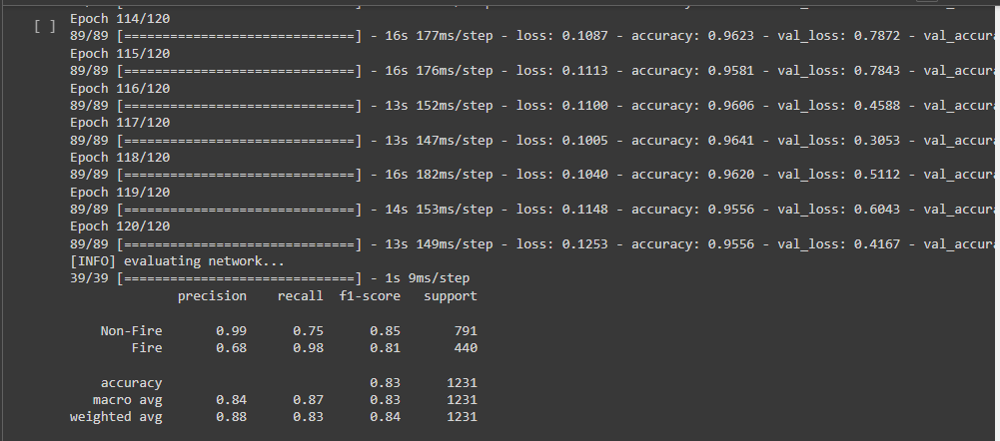 Epoch 114/120
[ ]
89/89 [==============================] - 16s 177ms/step - loss: 0.1087 - accuracy: 0.9623 - val_loss: 0.7872 - val_accura
Epoch 115/120
89/89 [==============================] - 16s 176ms/step - loss: 0.1113 - accuracy: 0.9581 - val_loss: 0.7843 - val_accura
Epoch 116/120
89/89 [==============================] - 13s 152ms/step - loss: 0.1100 - accuracy: 0.9606 - val_loss: 0.4588 - val_accura
Epoch 117/120
89/89 [==============================] - 13s 147ms/step - loss: 0.1005 - accuracy: 0.9641 - val_loss: 0.3053 - val_accura
Epoch 118/120
89/89 [==============================] - 16s 182ms/step - loss: 0.1040 - accuracy: 0.9620 - val_loss: 0.5112 - val_accura
Epoch 119/120
89/89 [==============================] - 14s 153ms/step - loss: 0.1148 - accuracy: 0.9556 - val_loss: 0.6043 - val_accura
Epoch 120/120
89/89 [==============================] - 13s 149ms/step - loss: 0.1253 - accuracy: 0.9556 - val_loss: 0.4167 - val_accura
[INFO] evaluating network...
39/39 [==============================] - 1s 9ms/step
precision recall f1-score support
Non-Fire 0.99 0.75 0.85 791
Fire 0.68 0.98 0.81 440
accuracy 0.83 1231
macro avg 0.84 0.87 0.83 1231
weighted avg 0.88 0.83 0.84 1231